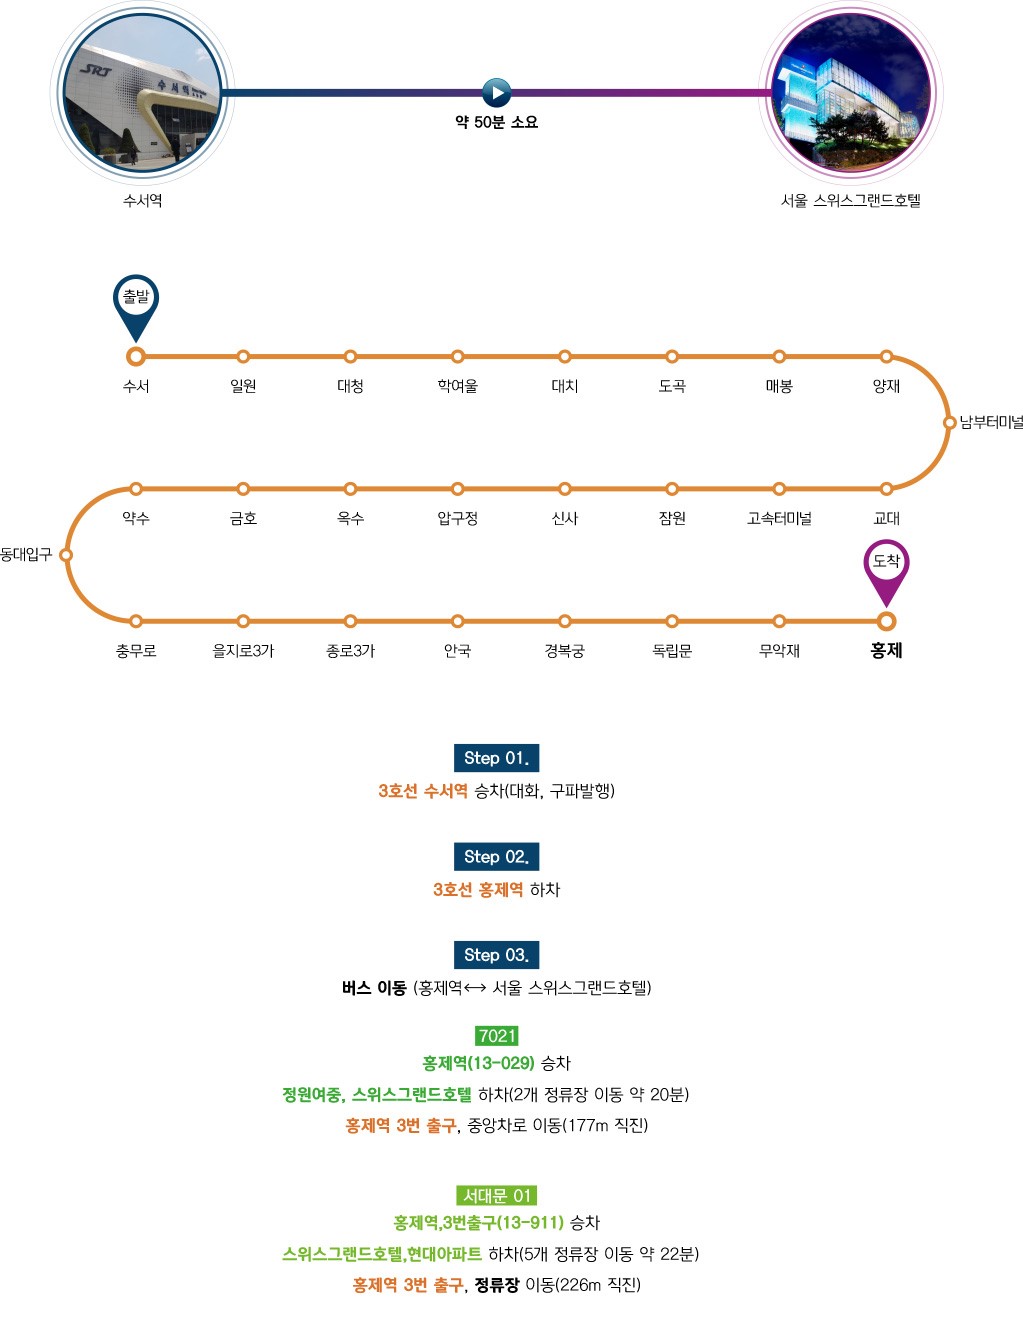 SRT
수서역
약 50분 소요
수서역
서울 스위스그랜드호텔
출발
수서
일원
대청
학여울
대치
도곡
매봉
양재
남부터미널
약수
금호
옥수
압구정
신사
잠원
고속터미널
교대
동대입구
도착
충무로
을지로3가
종로3가
안국
경복궁
독립문
무악재
홍제
Step 01.
3호선 수서역 승차(대화, 구파발행)
Step 02.
3호선 홍제역 하차
Step 03.
버스 이동 (홍제역↔ 서울 스위스그랜드호텔)
7021
홍제역(13-029) 승차
정원여중, 스위스그랜드호텔 하차(2개 정류장 이동 약 20분)
홍제역 3번 출구, 중앙차로 이동(177m 직진)
서대문 01
홍제역,3번출구(13-911) 승차
스위스그랜드호텔,현대아파트 하차(5개 정류장 이동 약 22분)
홍제역 3번 출구, 정류장 이동(226m 직진)